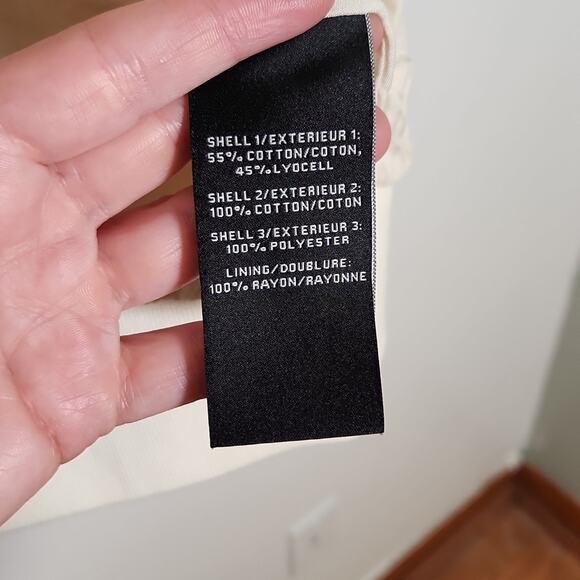 SHELL 1/EXTERIEUR 1:
55% COTTON/COTON,
45% LYOCELL
SHELL 2/EXTERIEUR 2:
100% COTTON/COTON
SHELL 3/EXTERIEUR 3:
100% POLYESTER
LINING/DOUBLURE:
100% RAYON/RAYONNE